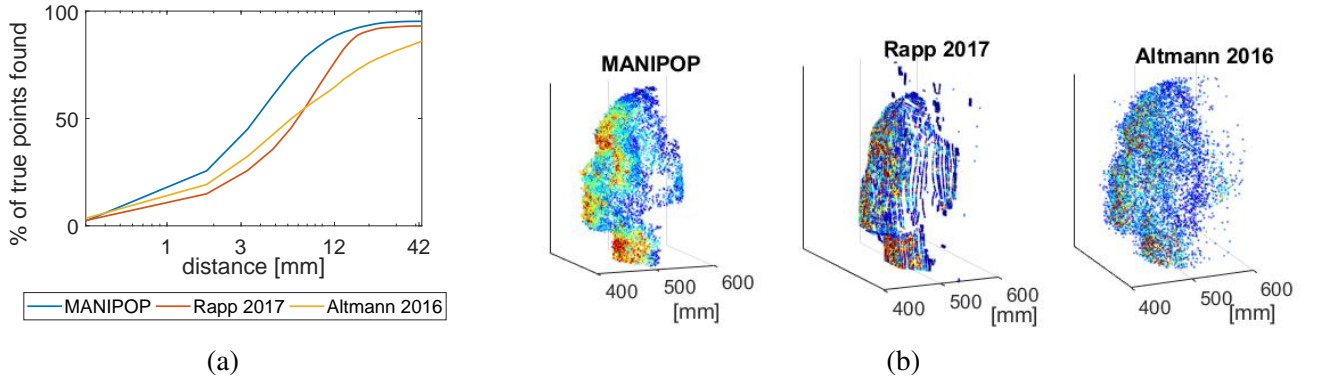 % of true points found
100
50
0
1
3
12
42
distance [mm]
MANIPOP
Rapp 2017
Altmann 2016
(a)
MANIPOP
400
500
600
[mm]
Rapp 2017
400
500
600
[mm]
Altmann 2016
400
500
600
[mm]
(b)